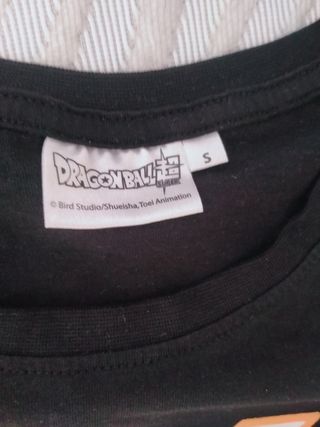 DRAGONBALL超
SUPER
S
© Bird Studio/Shueisha, Toei Animation